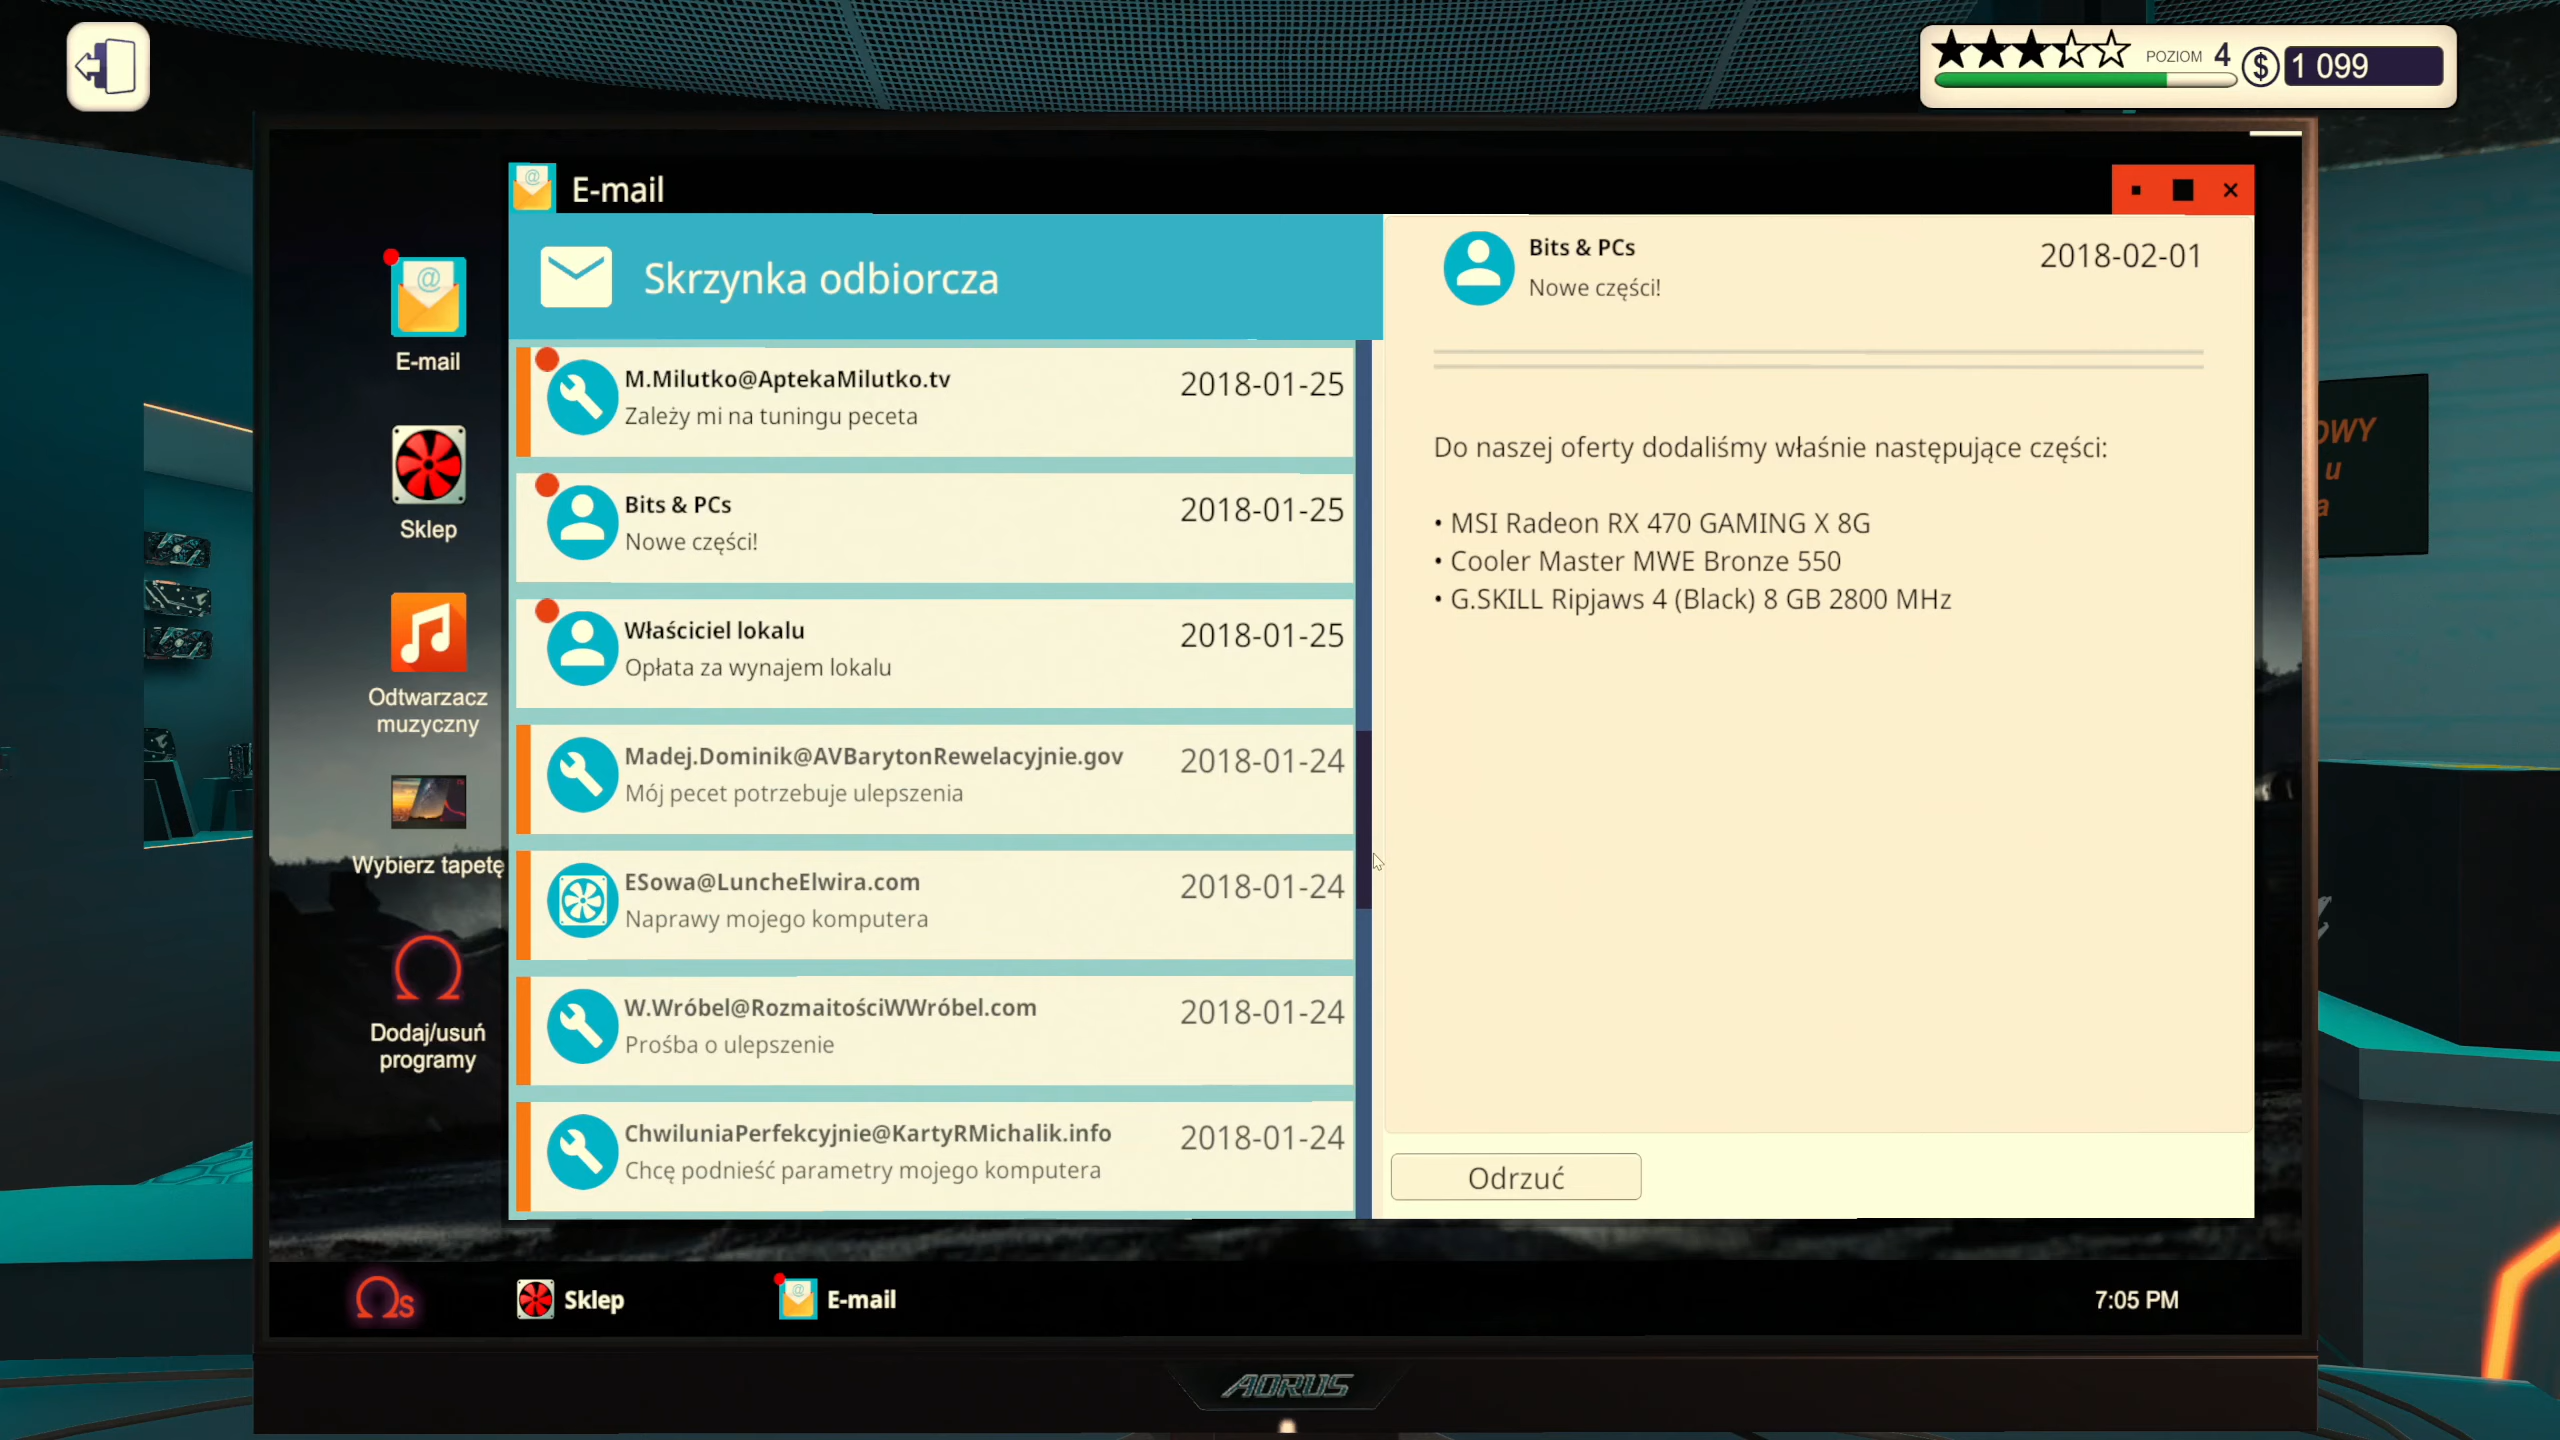 POZIOM 4
1 099
E-mail
Skrzynka odbiorcza
M.Milutko@AptekaMilutko.tv
2018-01-25
Zależy mi na tuningu peceta
Bits & PCs
2018-01-25
Nowe części!
Właściciel lokalu
2018-01-25
Opłata za wynajem lokalu
Madej.Dominik@AVBarytonRewelacyjnie.gov
2018-01-24
Mój pecet potrzebuje ulepszenia
ESowa@LuncheElwira.com
2018-01-24
Naprawy mojego komputera
W.Wróbel@RozmaitościWWróbel.com
2018-01-24
Prośba o ulepszenie
ChwiluniaPerfekcyjnie@KartyRMichalik.info
2018-01-24
Chcę podnieść parametry mojego komputera
Bits & PCs
2018-02-01
Nowe części!
Do naszej oferty dodaliśmy właśnie następujące części:
• MSI Radeon RX 470 GAMING X 8G
• Cooler Master MWE Bronze 550
• G.SKILL Ripjaws 4 (Black) 8 GB 2800 MHz
Odrzuć
E-mail
Sklep
Odtwarzacz
muzyczny
Wybierz tapetę
Dodaj/usuń
programy
Sklep
E-mail
7:05 PM
AORUS